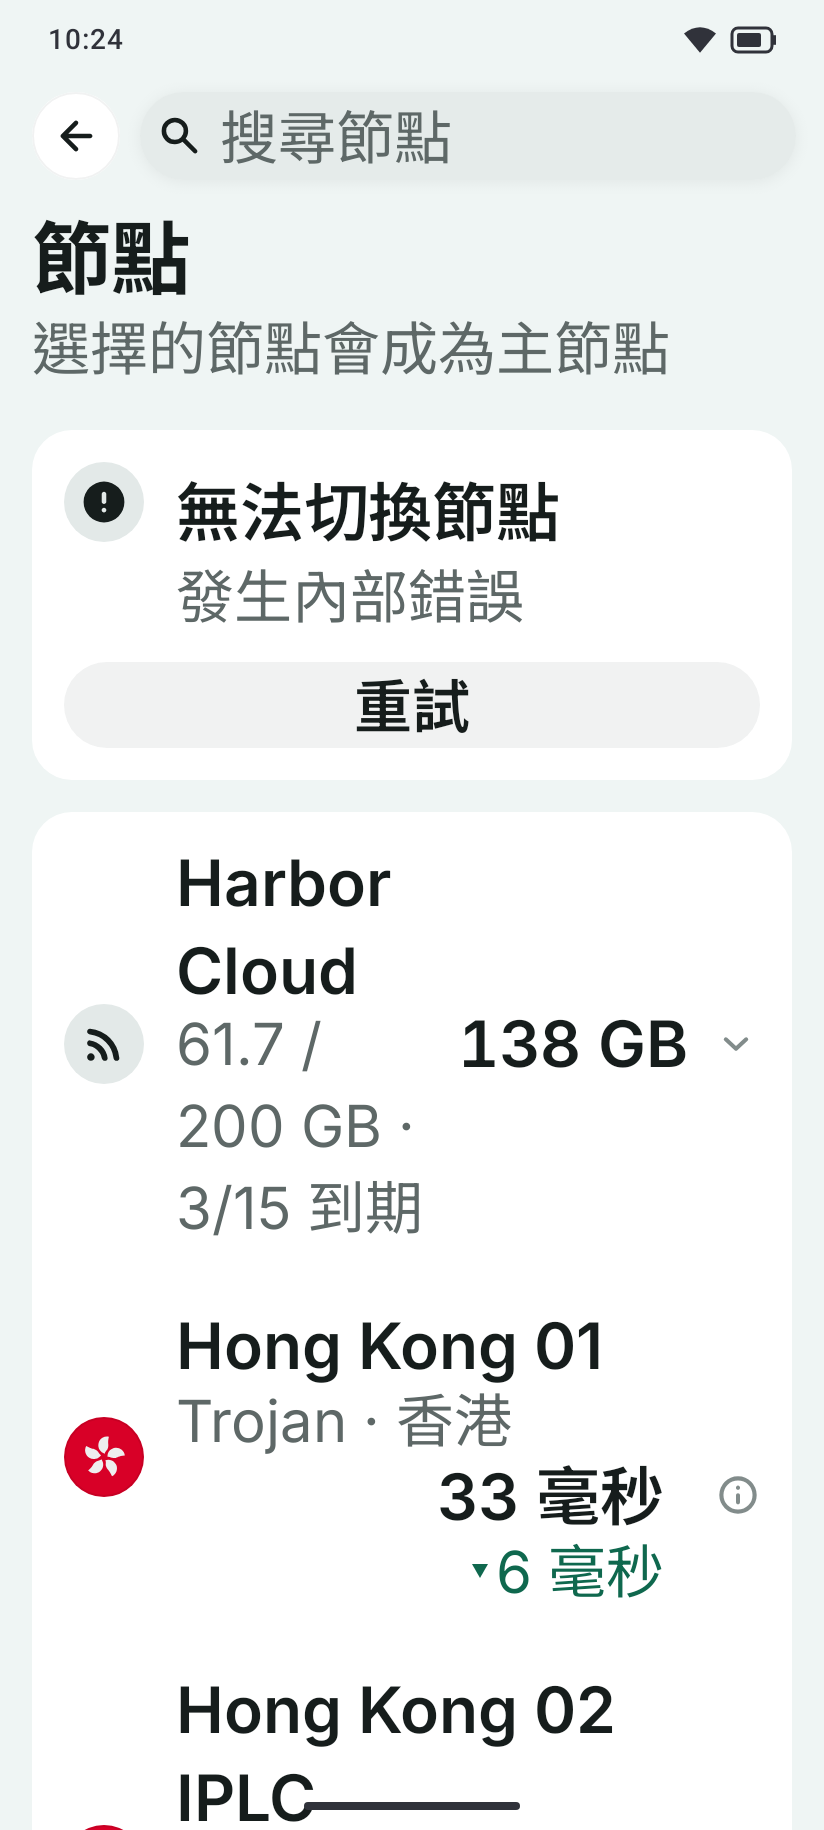 10:24
搜尋節點
節點
選擇的節點會成為主節點
無法切換節點
發生內部錯誤
重試
Harbor
Cloud
61.7 /
200 GB ·
3/15 到期
138 GB
Hong Kong 01
Trojan · 香港
33 毫秒
▼6 毫秒
Hong Kong 02
IPLC